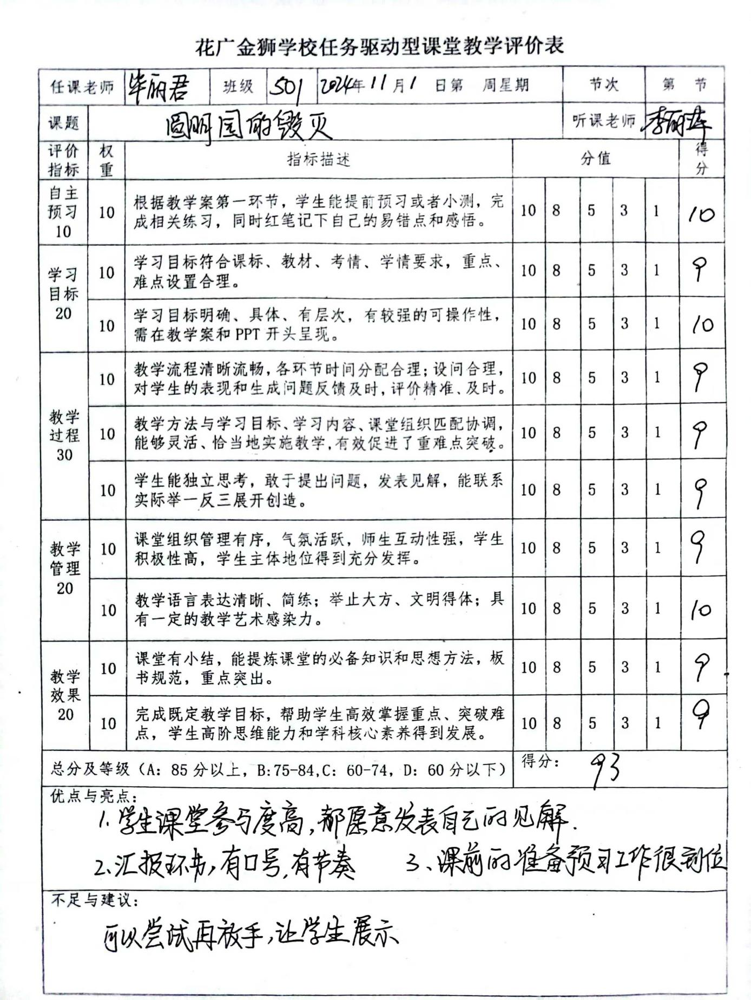 花广金狮学校任务驱动型课堂教学评价表
任课老师 毕丽君 班级 501 2024年11月1日第 周星期 节次 第 节
课题 圆明园的毁灭 听课老师 李丽萍
评价指标 权重 指标描述 分值 得分
自主预习10 10 根据教学案第一环节，学生能提前预习或者小测，完 10 8 5 3 1 10
成相关练习，同时红笔记下自己的易错点和感悟。
学习目标20 10 学习目标符合课标、教材、考情、学情要求，重点、 10 8 5 3 1 9
难点设置合理。
10 学习目标明确、具体、有层次，有较强的可操作性， 10 8 5 3 1 10
需在教学案和 PPT 开头呈现。
教学过程30 10 教学流程清晰流畅，各环节时间分配合理；设问合理， 10 8 5 3 1 9
对学生的表现和生成问题反馈及时，评价精准、及时。
10 教学方法与学习目标、学习内容、课堂组织匹配协调， 10 8 5 3 1 9
能够灵活、恰当地实施教学，有效促进了重难点突破。
10 学生能独立思考，敢于提出问题，发表见解，能联系 10 8 5 3 1 9
实际举一反三展开创造。
教学管理20 10 课堂组织管理有序，气氛活跃，师生互动性强，学生 10 8 5 3 1 9
积极性高，学生主体地位得到充分发挥。
10 教学语言表达清晰、简练；举止大方、文明得体；具 10 8 5 3 1 10
有一定的教学艺术感染力。
教学效果20 10 课堂有小结，能提炼课堂的必备知识和思想方法，板 10 8 5 3 1 9
书规范，重点突出。
10 完成既定教学目标，帮助学生高效掌握重点、突破难 10 8 5 3 1 9
点，学生高阶思维能力和学科核心素养得到发展。
总分及等级（A：85 分以上，B:75-84,C：60-74，D：60 分以下） 得分： 93
优点与亮点：
1.学生课堂参与度高，都愿意发表自己的见解.
2、汇报环节，有口号，有节奏 3、课前的准备预习工作很到位
不足与建议：
可以尝试再放手，让学生展示